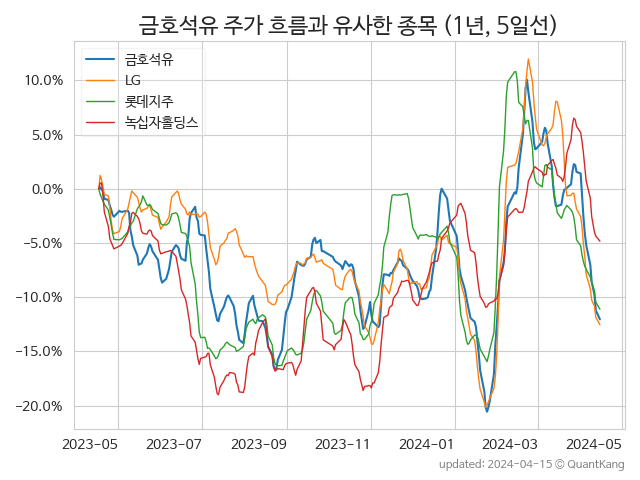 금호석유 주가 흐름과 유사한 종목 (1년, 5일선)
금호석유
LG
롯데지주
녹십자홀딩스
10.0%
5.0%
0.0%
−5.0%
−10.0%
−15.0%
−20.0%
2023-05 2023-07 2023-09 2023-11 2024-01 2024-03 2024-05
updated: 2024-04-15 © QuantKang